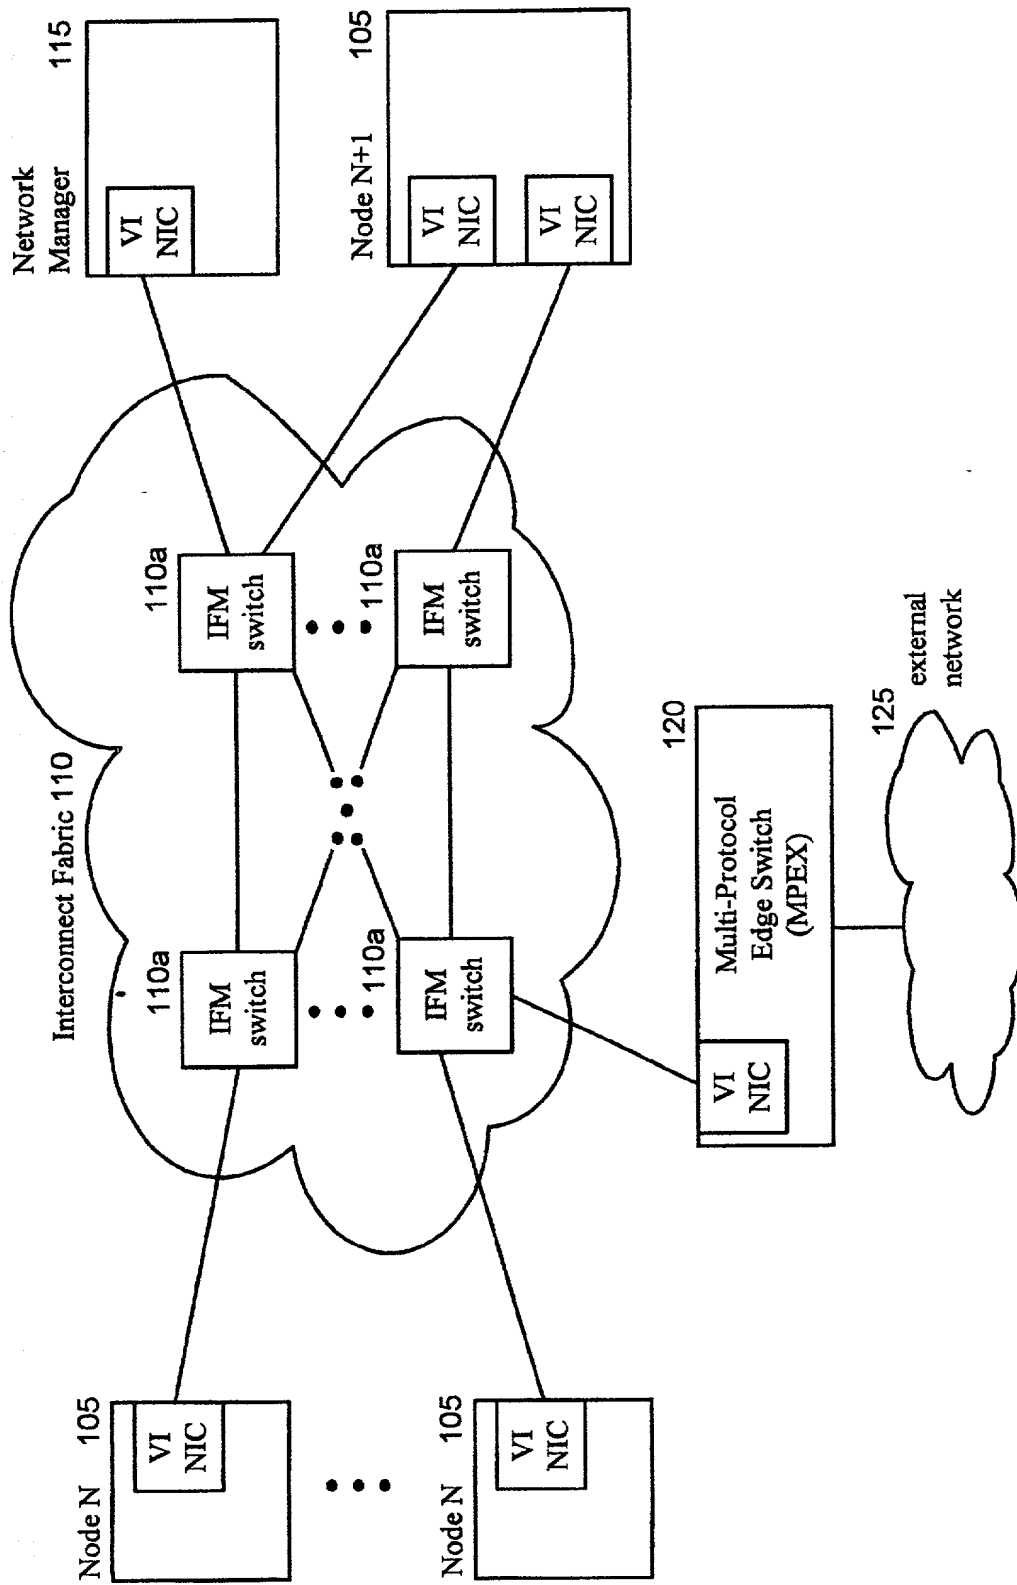 Node N 105
VI
NIC
Node N 105
VI
NIC
Interconnect Fabric 110
110a
IFM
switch
110a
IFM
switch
110a
IFM
switch
110a
IFM
switch
Network
Manager 115
VI
NIC
Node N+1 105
VI
NIC
VI
NIC
120
Multi-Protocol
Edge Switch
(MPEX)
VI
NIC
125
external
network